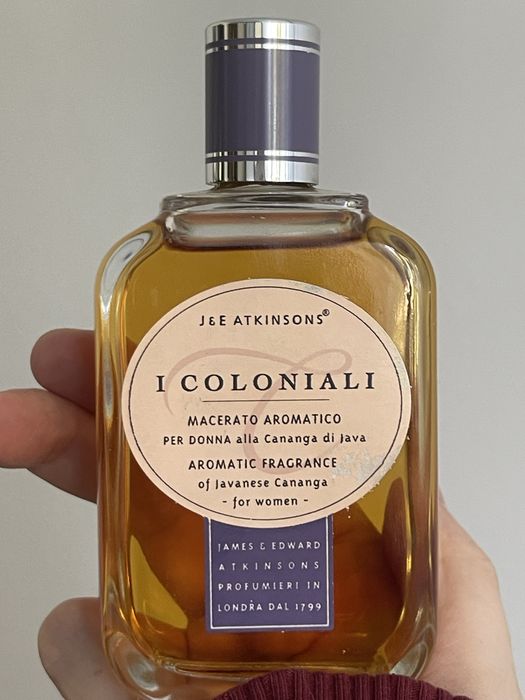 J&E ATKINSONS®
I COLONIALI
MACERATO AROMATICO
PER DONNA alla Cananga di Java
AROMATIC FRAGRANCE
of Javanese Cananga
- for women -
JAMES & EDWARD
ATKINSONS
PROFUMIERI IN
LONDRA DAL 1799